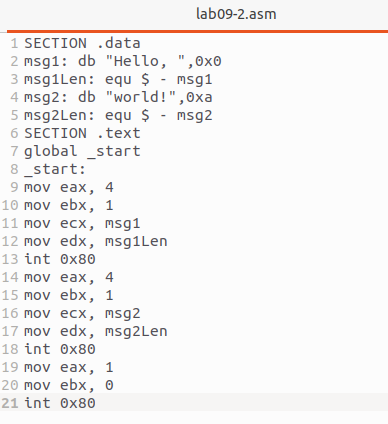 lab09-2.asm
1 SECTION .data
2 msg1: db "Hello, ",0x0
3 msg1Len: equ $ - msg1
4 msg2: db "world!",0xa
5 msg2Len: equ $ - msg2
6 SECTION .text
7 global _start
8 _start:
9 mov eax, 4
10 mov ebx, 1
11 mov ecx, msg1
12 mov edx, msg1Len
13 int 0x80
14 mov eax, 4
15 mov ebx, 1
16 mov ecx, msg2
17 mov edx, msg2Len
18 int 0x80
19 mov eax, 1
20 mov ebx, 0
21 int 0x80